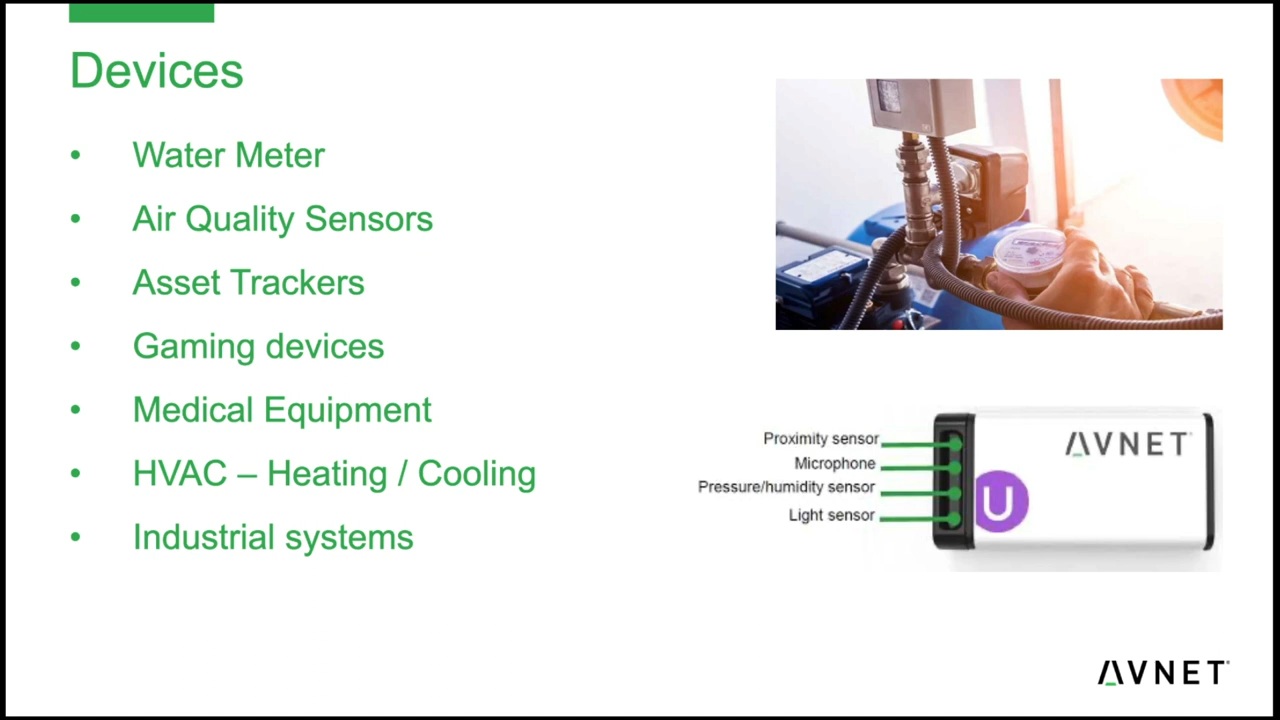 Devices
• Water Meter
• Air Quality Sensors
• Asset Trackers
• Gaming devices
• Medical Equipment
• HVAC – Heating / Cooling
• Industrial systems
Proximity sensor
Microphone
Pressure/humidity sensor
Light sensor
AVNET
U
AVNET